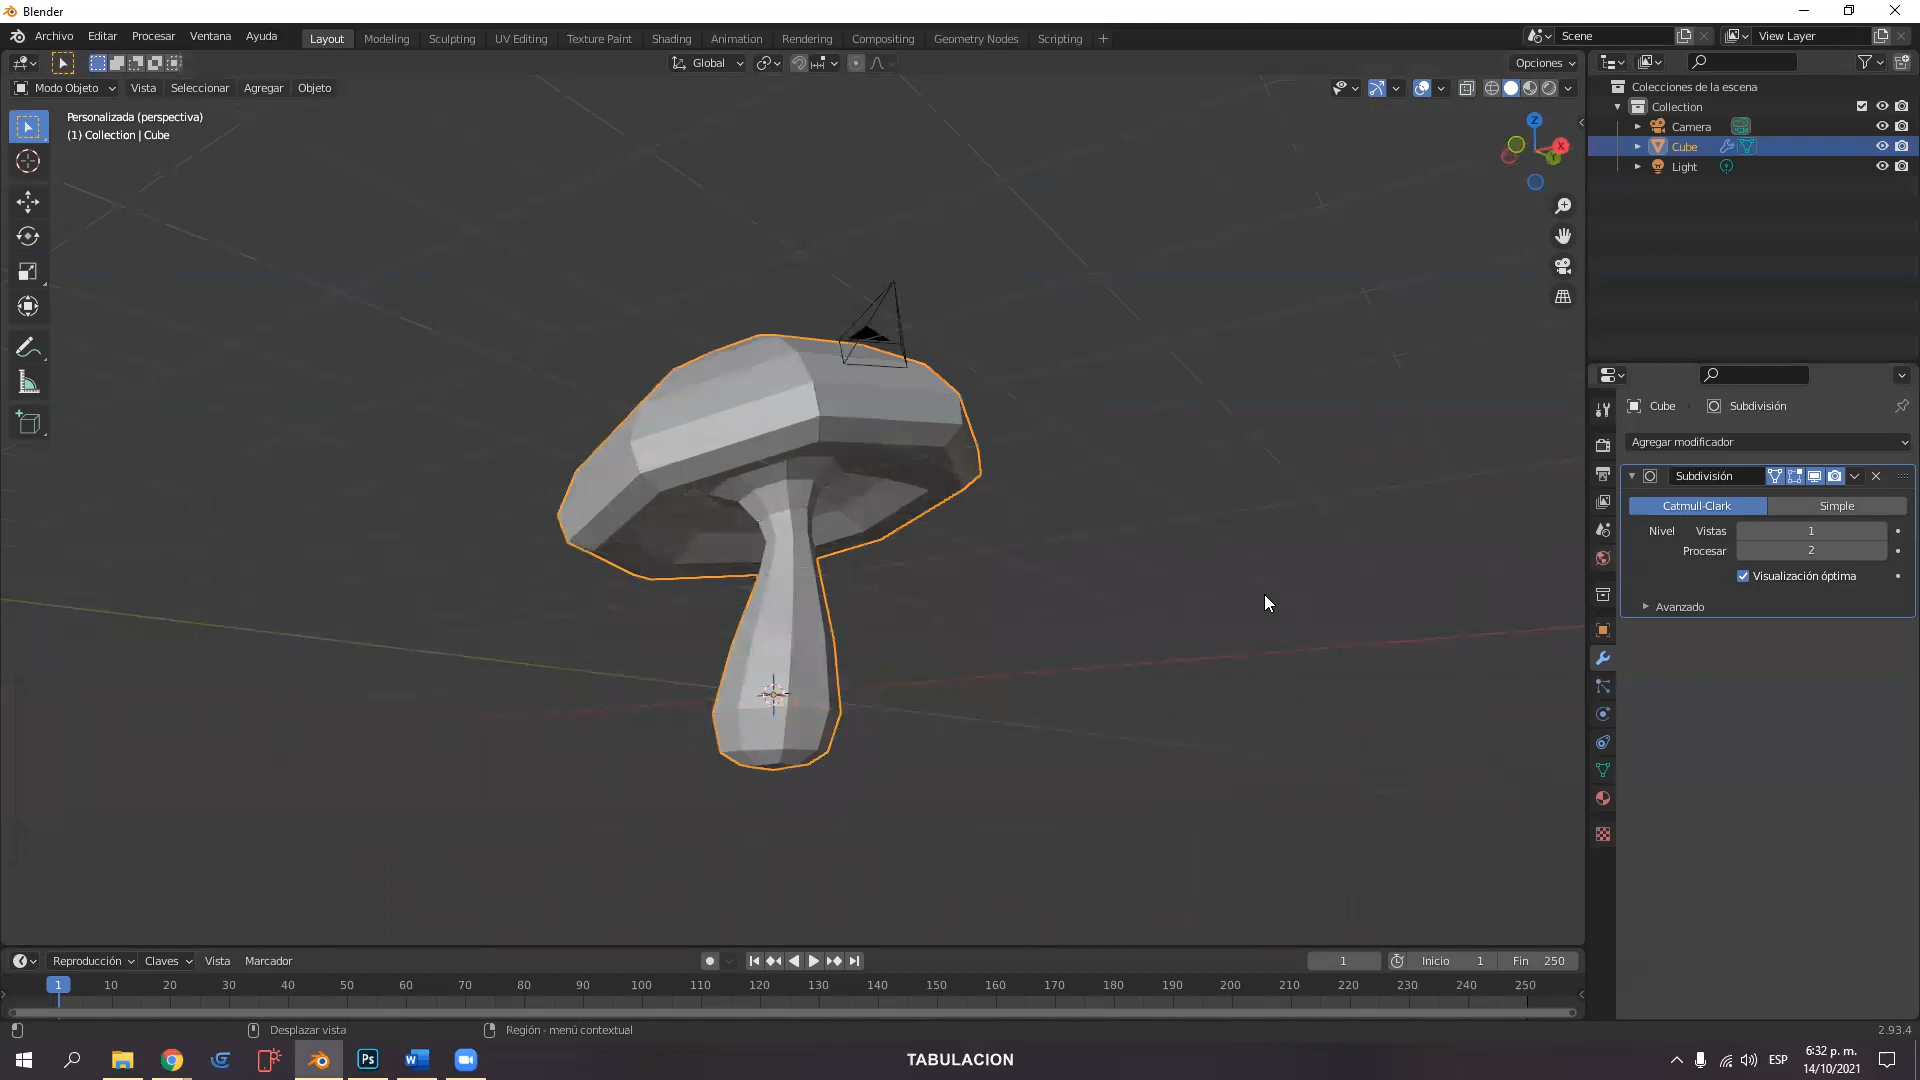 Blender
Archivo Editar Procesar Ventana Ayuda Layout Modeling Sculpting UV Editing Texture Paint Shading Animation Rendering Compositing Geometry Nodes Scripting + Scene View Layer
Global Opciones
Modo Objeto Vista Seleccionar Agregar Objeto
Personalizada (perspectiva)
(1) Collection | Cube
Z
X
Y
Colecciones de la escena
Collection
Camera
Cube
Light
Cube Subdivisión
Agregar modificador
Subdivisión
Catmull-Clark Simple
Nivel Vistas 1
Procesar 2
Visualización óptima
Avanzado
Reproducción Claves Vista Marcador 1 Inicio 1 Fin 250
1 10 20 30 40 50 60 70 80 90 100 110 120 130 140 150 160 170 180 190 200 210 220 230 240 250
Desplazar vista Región - menú contextual 2.93.4
Ps W TABULACION ESP 6:32 p. m.
14/10/2021